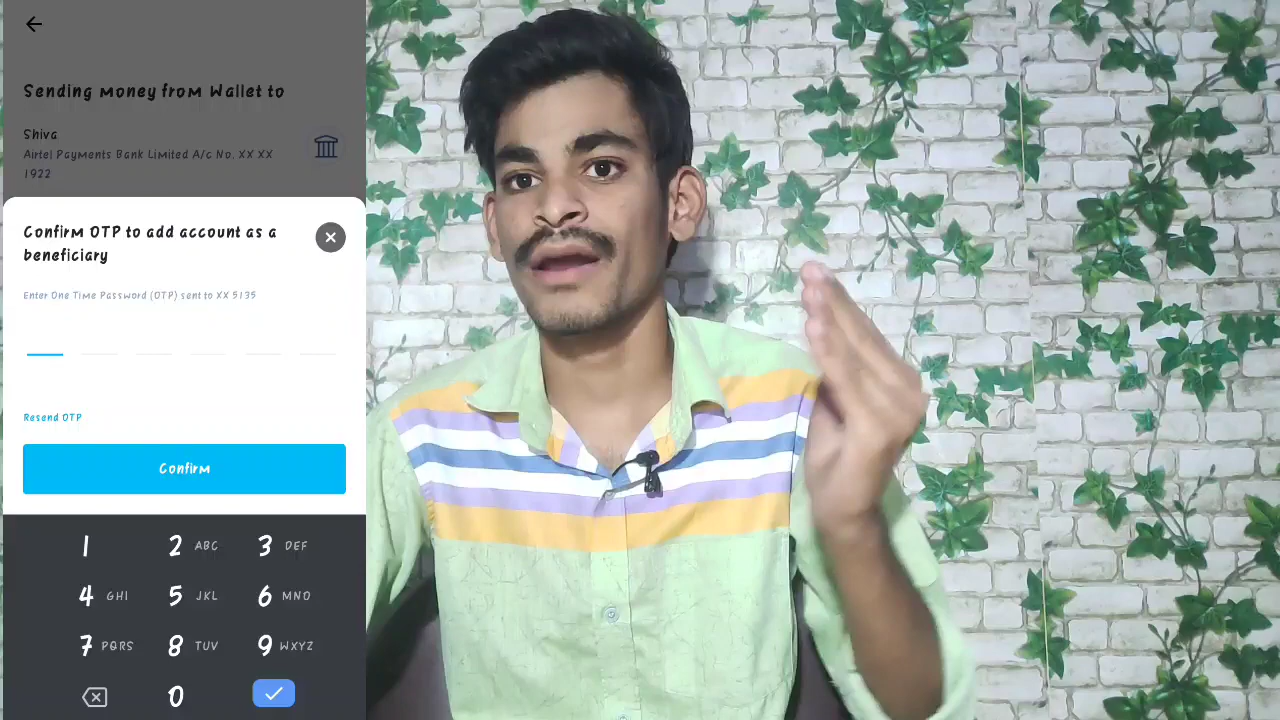 Sending money from Wallet to
Shiva
Airtel Payments Bank Limited A/c No. XX XX
1922
Confirm OTP to add account as a
beneficiary
Enter One Time Password (OTP) sent to XX 5135
Resend OTP
Confirm
1
2 ABC
3 DEF
4 GHI
5 JKL
6 MNO
7 PQRS
8 TUV
9 WXYZ
0